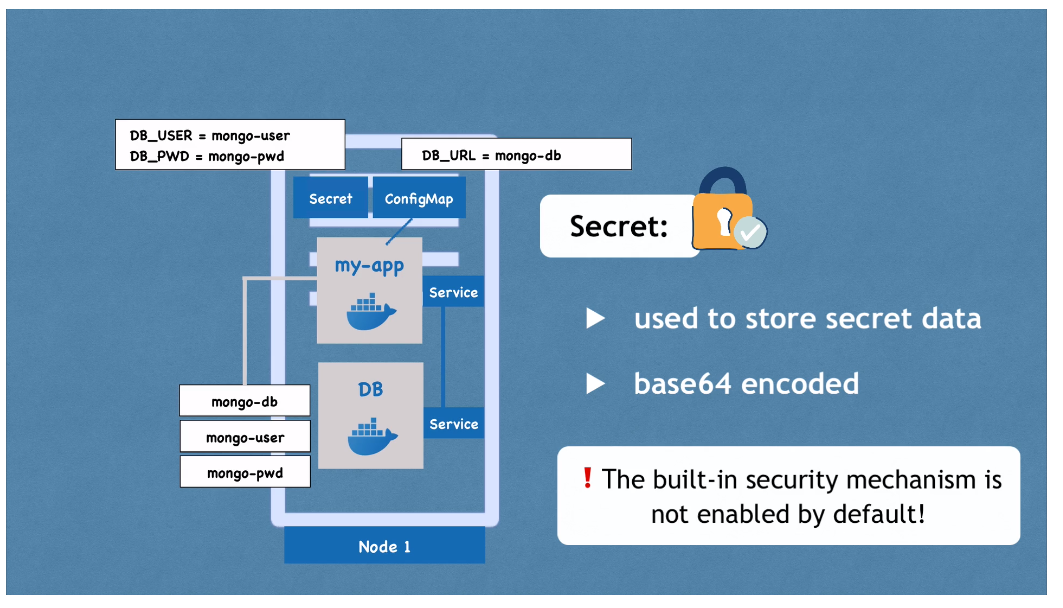 DB_USER = mongo-user
DB_PWD = mongo-pwd
DB_URL = mongo-db
Secret
ConfigMap
my-app
Service
DB
Service
mongo-db
mongo-user
mongo-pwd
Node 1
Secret:
used to store secret data
base64 encoded
! The built-in security mechanism is
not enabled by default!